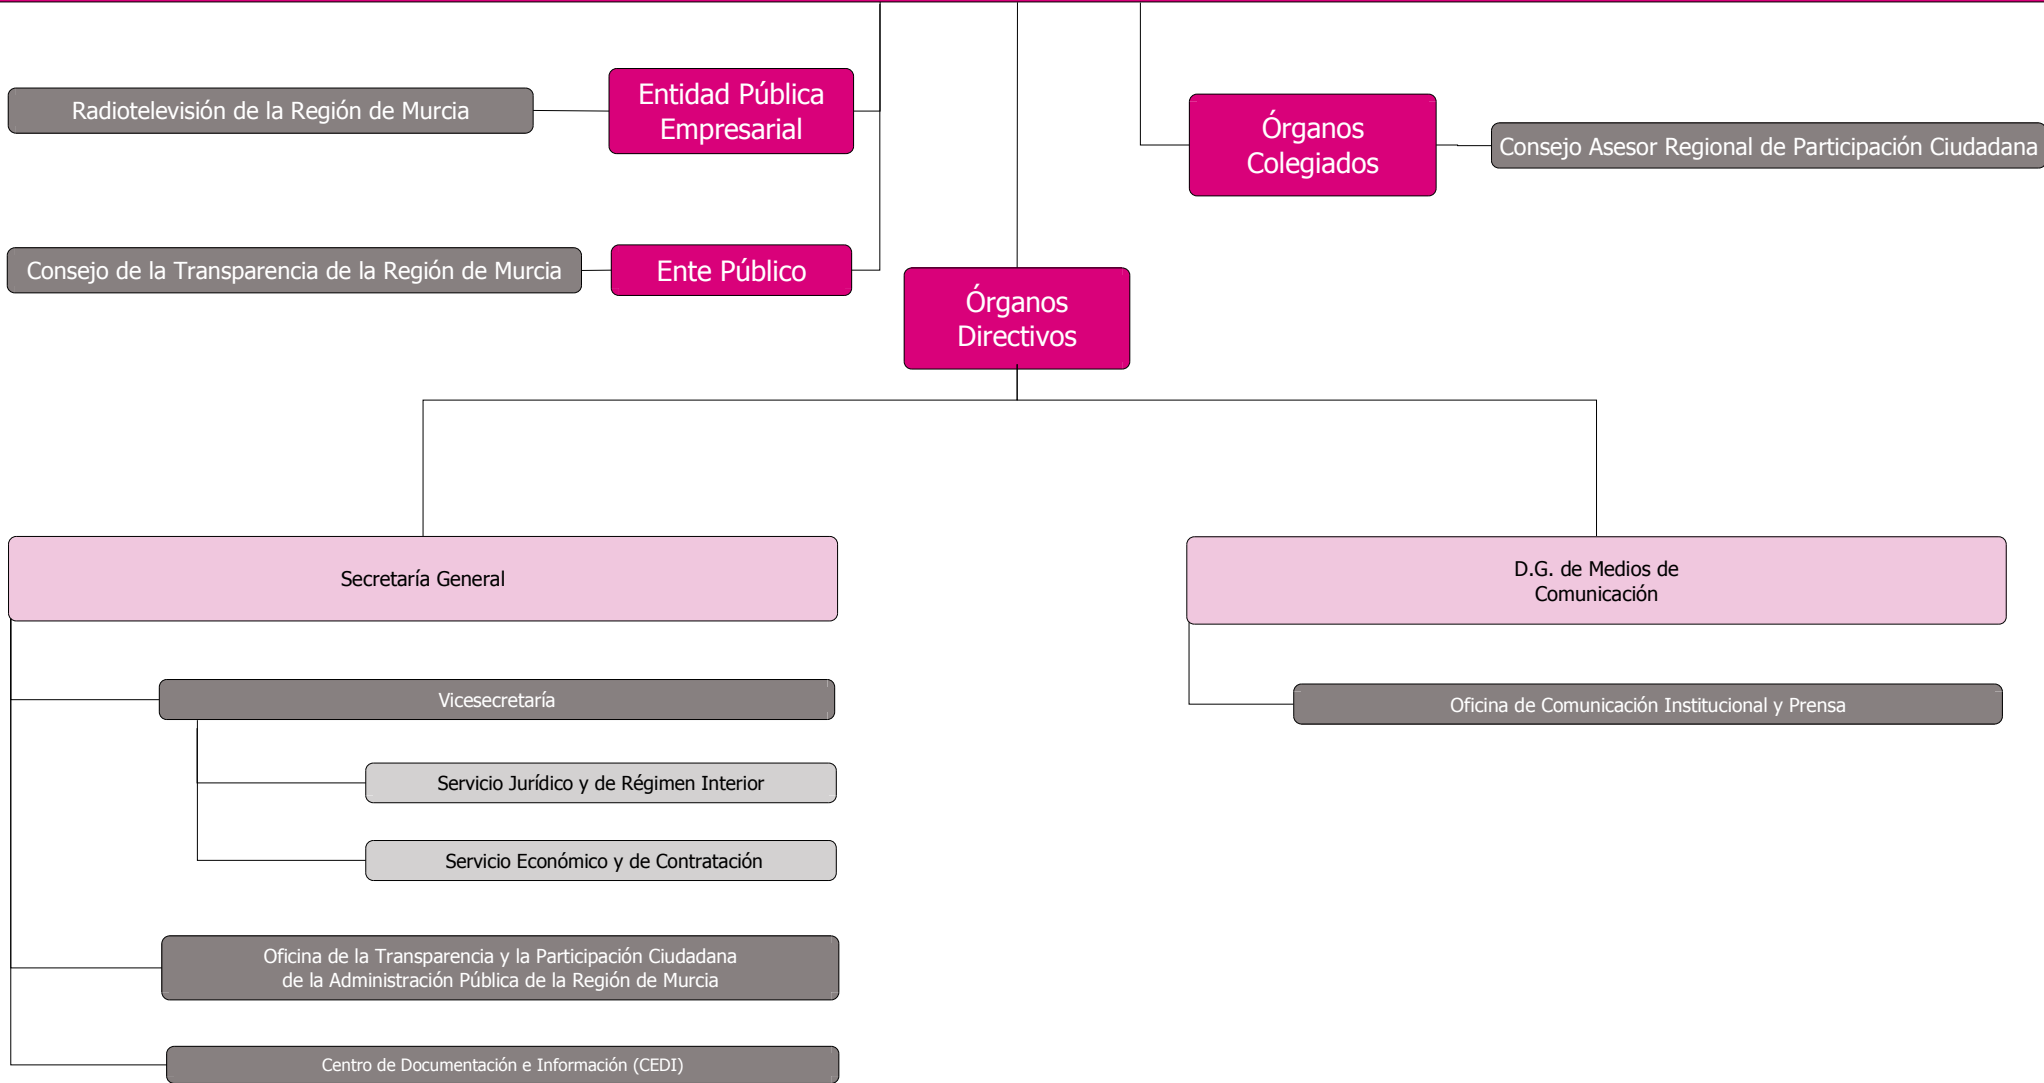 Radiotelevisión de la Región de Murcia
Entidad Pública
Empresarial
Órganos
Colegiados
Consejo Asesor Regional de Participación Ciudadana
Consejo de la Transparencia de la Región de Murcia
Ente Público
Órganos
Directivos
Secretaría General
D.G. de Medios de
Comunicación
Vicesecretaría
Oficina de Comunicación Institucional y Prensa
Servicio Jurídico y de Régimen Interior
Servicio Económico y de Contratación
Oficina de la Transparencia y la Participación Ciudadana
de la Administración Pública de la Región de Murcia
Centro de Documentación e Información (CEDI)